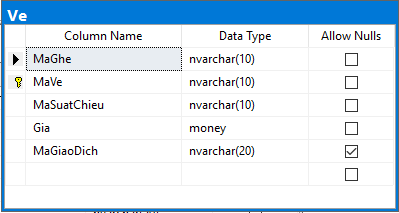 Ve
Column Name Data Type Allow Nulls
MaGhe nvarchar(10)
MaVe nvarchar(10)
MaSuatChieu nvarchar(10)
Gia money
MaGiaoDich nvarchar(20)